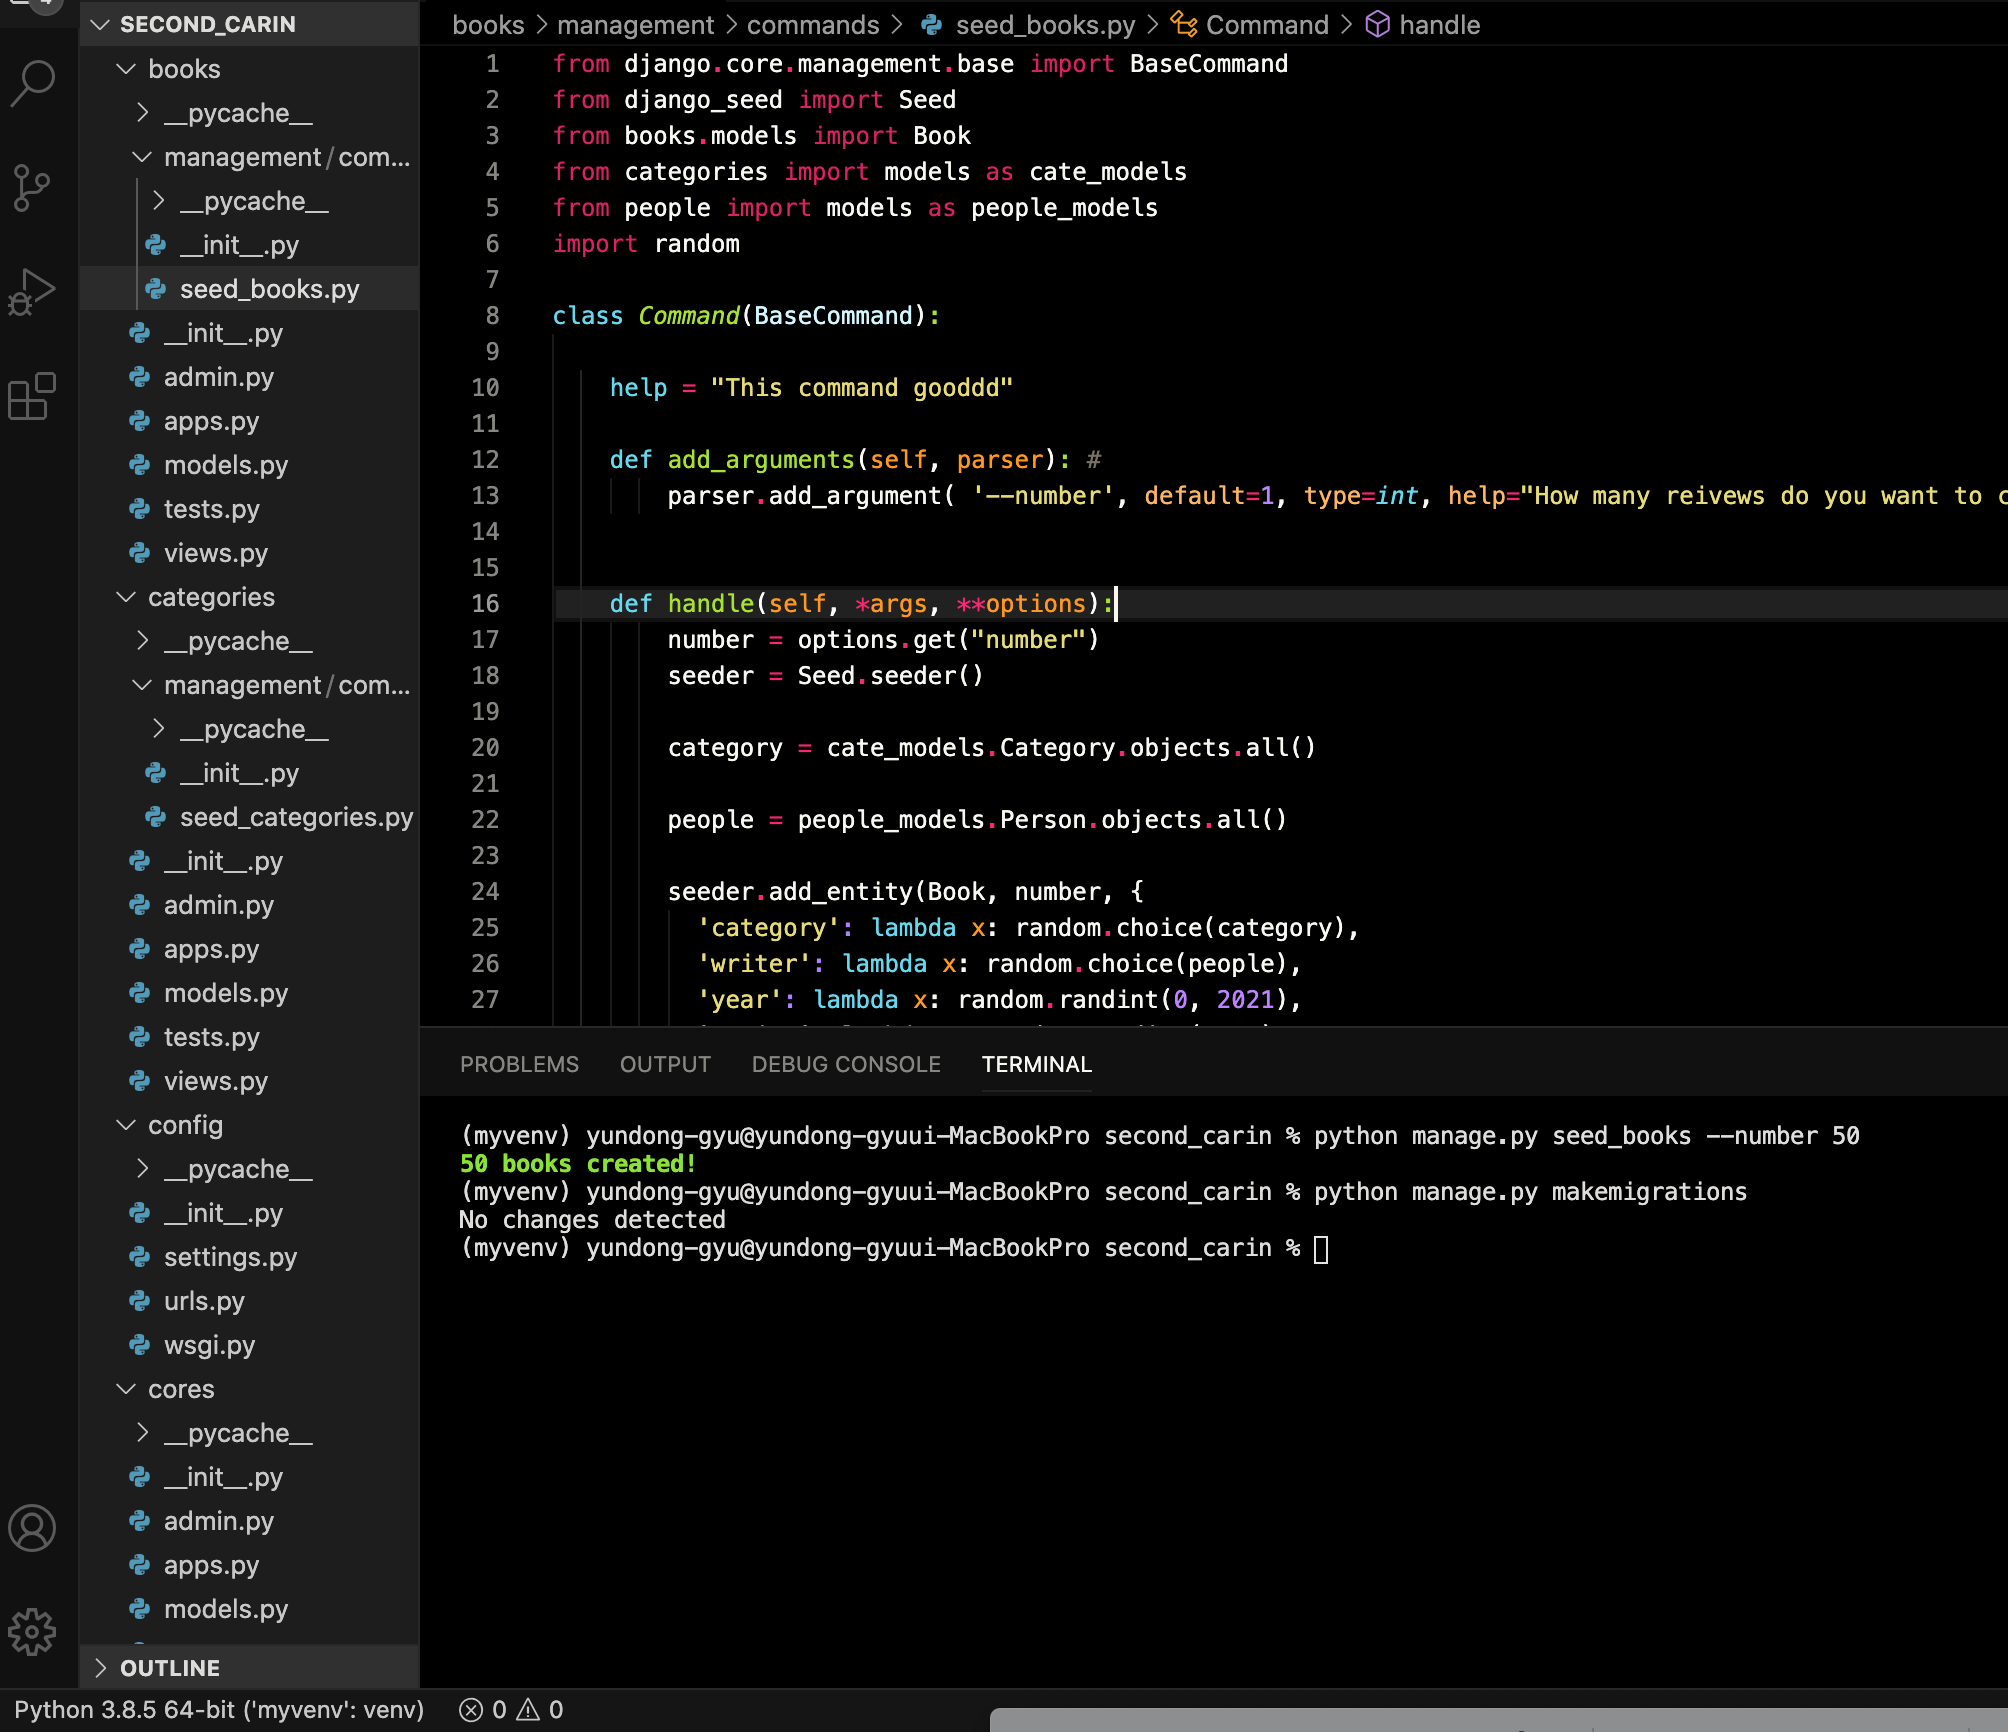 SECOND_CARIN
books
__pycache__
management/com...
__pycache__
__init__.py
seed_books.py
__init__.py
admin.py
apps.py
models.py
tests.py
views.py
categories
__pycache__
management/com...
__pycache__
__init__.py
seed_categories.py
__init__.py
admin.py
apps.py
models.py
tests.py
views.py
config
__pycache__
__init__.py
settings.py
urls.py
wsgi.py
cores
__pycache__
__init__.py
admin.py
apps.py
models.py
OUTLINE
books > management > commands > seed_books.py > Command > handle
1 from django.core.management.base import BaseCommand
2 from django_seed import Seed
3 from books.models import Book
4 from categories import models as cate_models
5 from people import models as people_models
6 import random
7
8 class Command(BaseCommand):
9
10 help = "This command gooddd"
11
12 def add_arguments(self, parser): #
13 parser.add_argument( '--number', default=1, type=int, help="How many reivews do you want to c
14
15
16 def handle(self, *args, **options):
17 number = options.get("number")
18 seeder = Seed.seeder()
19
20 category = cate_models.Category.objects.all()
21
22 people = people_models.Person.objects.all()
23
24 seeder.add_entity(Book, number, {
25 'category': lambda x: random.choice(category),
26 'writer': lambda x: random.choice(people),
27 'year': lambda x: random.randint(0, 2021),
PROBLEMS OUTPUT DEBUG CONSOLE TERMINAL
(myvenv) yundong-gyu@yundong-gyuui-MacBookPro second_carin % python manage.py seed_books --number 50
50 books created!
(myvenv) yundong-gyu@yundong-gyuui-MacBookPro second_carin % python manage.py makemigrations
No changes detected
(myvenv) yundong-gyu@yundong-gyuui-MacBookPro second_carin %
Python 3.8.5 64-bit ('myvenv': venv) 0 0